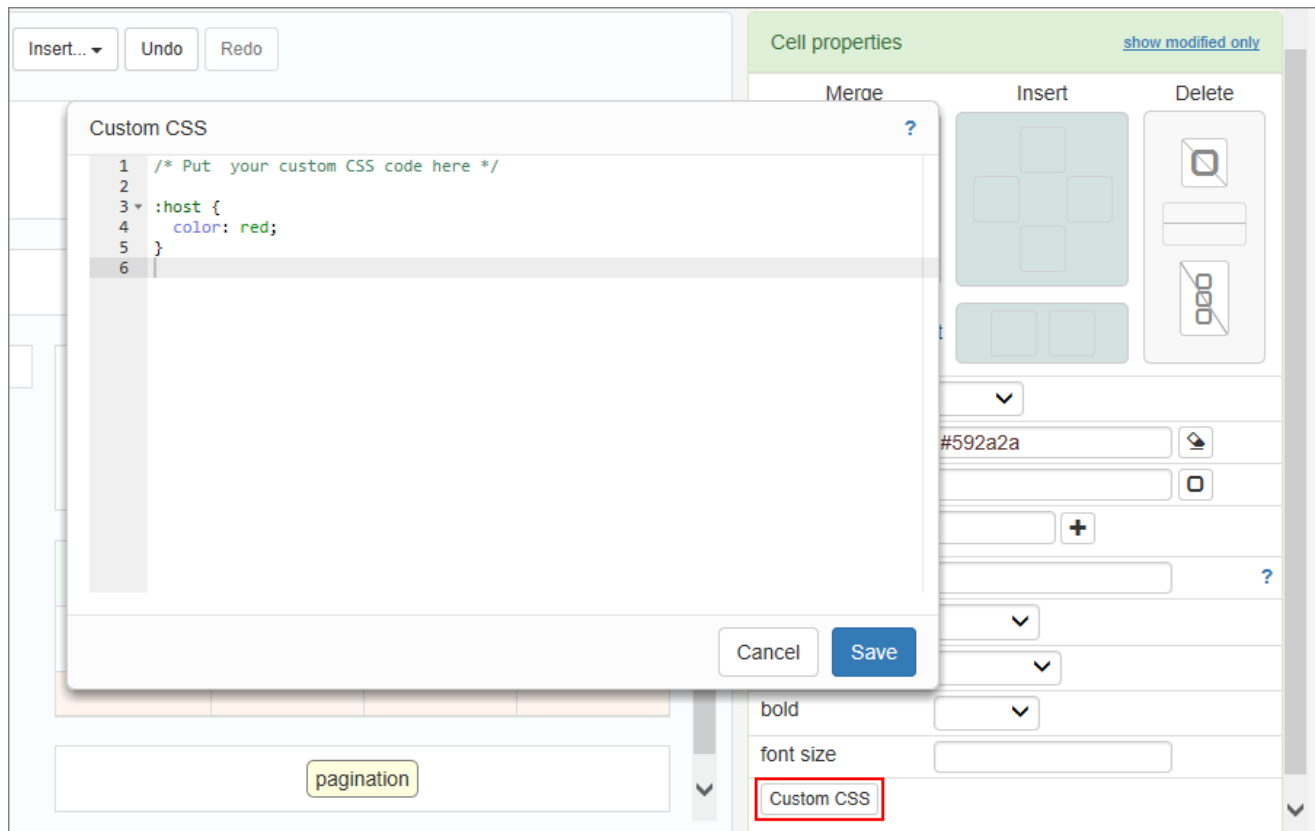 Insert...
Undo
Redo
Cell properties
show modified only
Merge
Insert
Delete
Custom CSS
?
1 /* Put  your custom CSS code here */
2
3 :host {
4   color: red;
5 }
6
t
#592a2a
?
Cancel
Save
bold
font size
pagination
Custom CSS